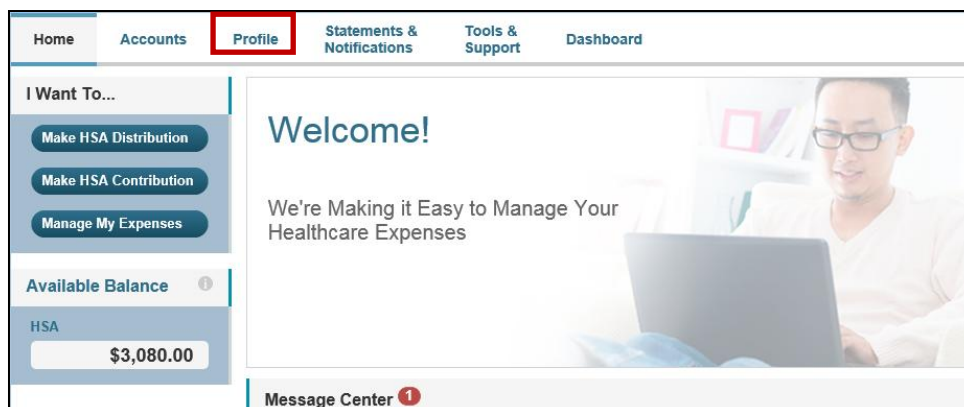 Home
Accounts
Profile
Statements &
Notifications
Tools &
Support
Dashboard
I Want To...
Make HSA Distribution
Make HSA Contribution
Manage My Expenses
Available Balance
HSA
$3,080.00
Welcome!
We're Making it Easy to Manage Your
Healthcare Expenses
Message Center 1